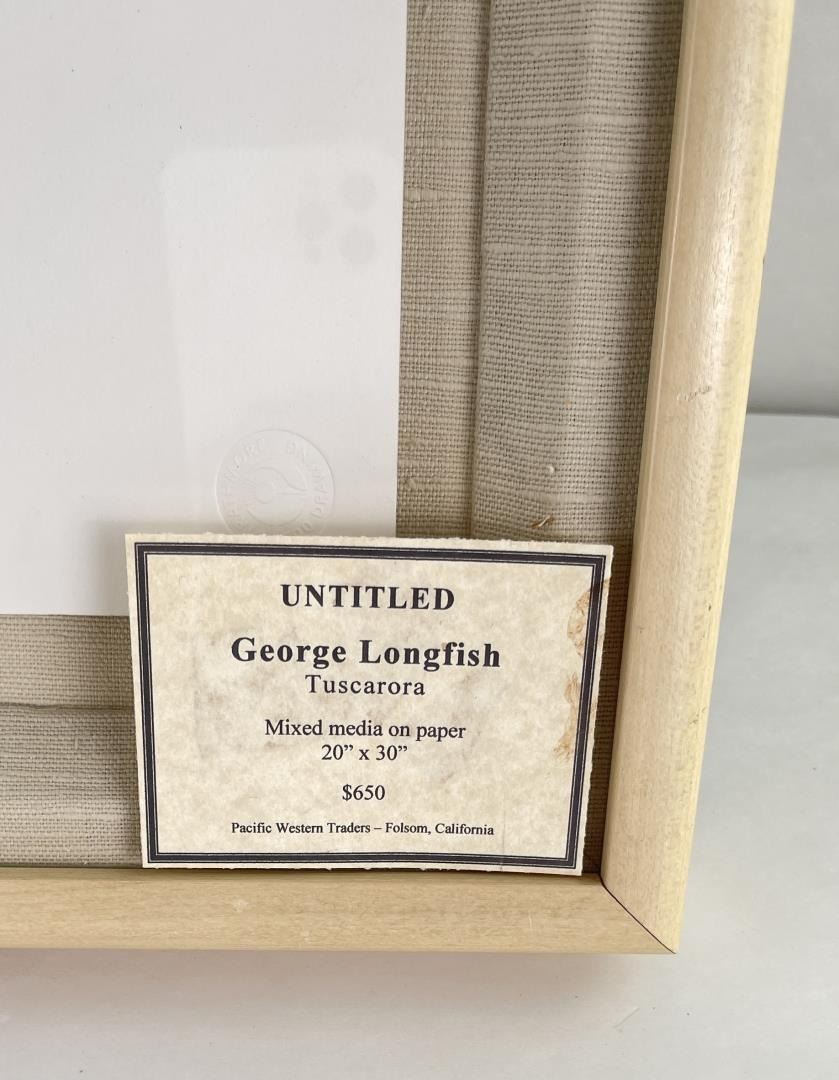 UNTITLED
George Longfish
Tuscarora
Mixed media on paper
20” x 30”
$650
Pacific Western Traders – Folsom, California